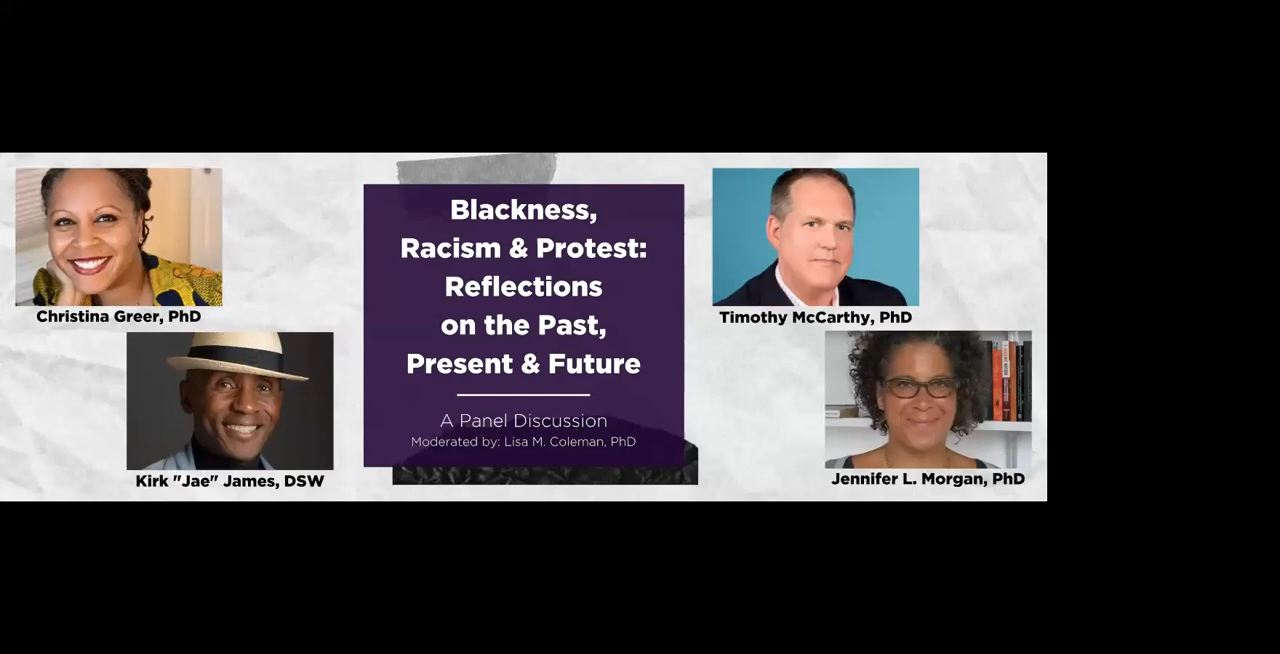 Christina Greer, PhD
Kirk "Jae" James, DSW
Blackness,
Racism & Protest:
Reflections
on the Past,
Present & Future
A Panel Discussion
Moderated by: Lisa M. Coleman, PhD
Timothy McCarthy, PhD
Jennifer L. Morgan, PhD